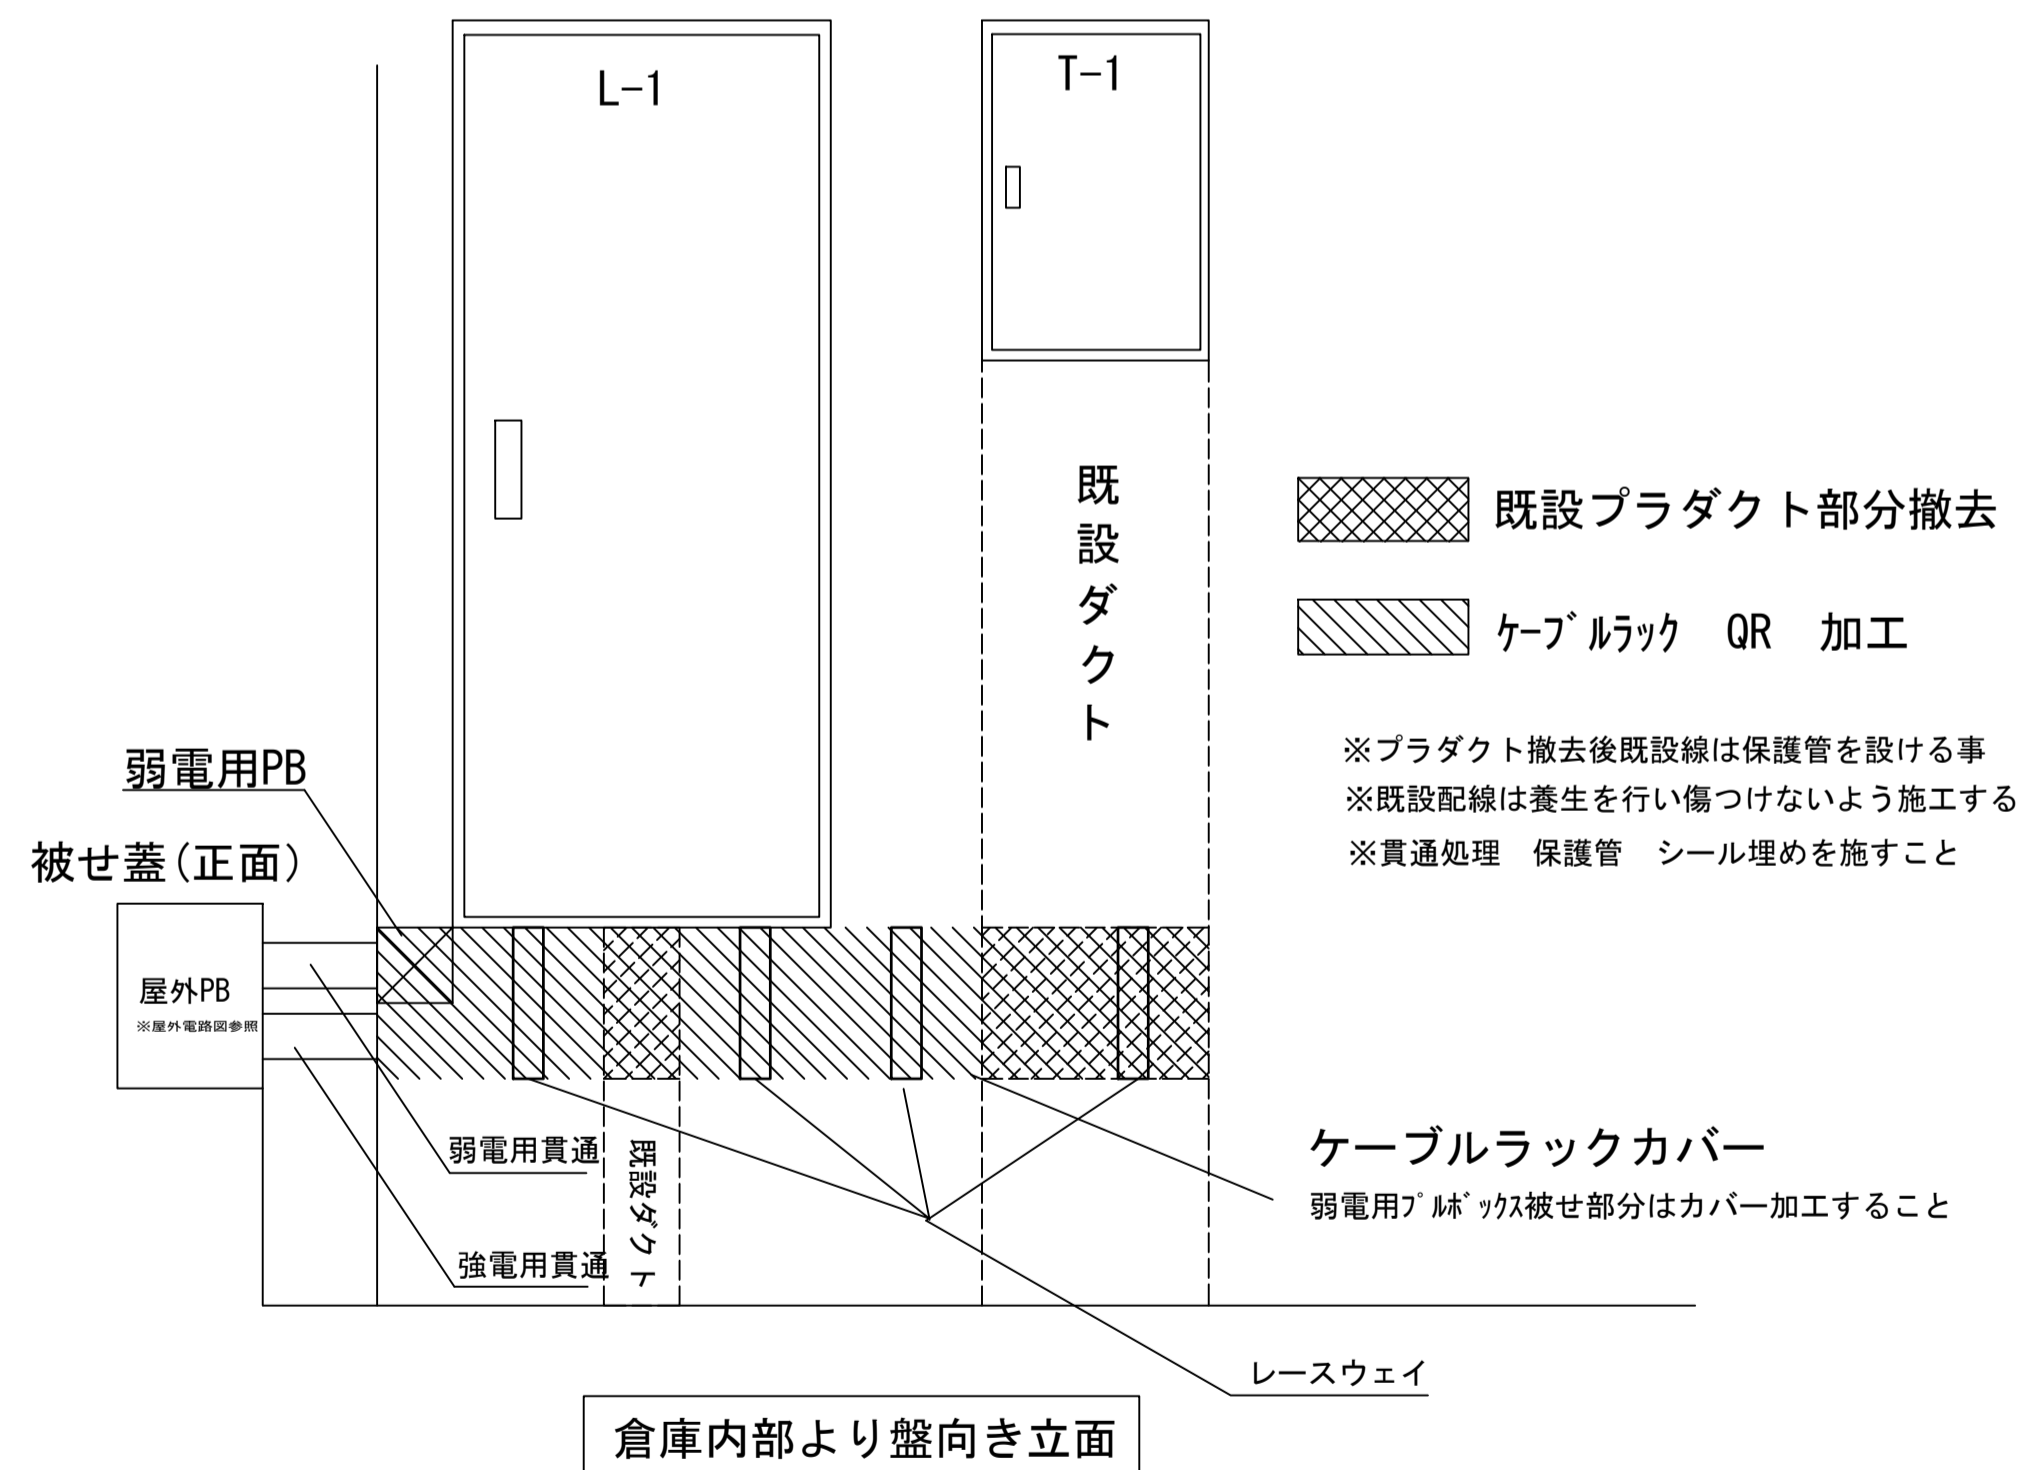 L-1
T-1
既設ダクト
既設プラダクト部分撤去
ｹｰﾌﾞﾙﾗｯｸ　QR　加工
※プラダクト撤去後既設線は保護管を設ける事
※既設配線は養生を行い傷つけないよう施工する
※貫通処理　保護管　シール埋めを施すこと
弱電用PB
被せ蓋(正面)
屋外PB
※屋外電路図参照
弱電用貫通
強電用貫通
既設ダクト
ケーブルラックカバー
弱電用ﾌﾟﾙﾎﾞｯｸｽ被せ部分はカバー加工すること
レースウェイ
倉庫内部より盤向き立面